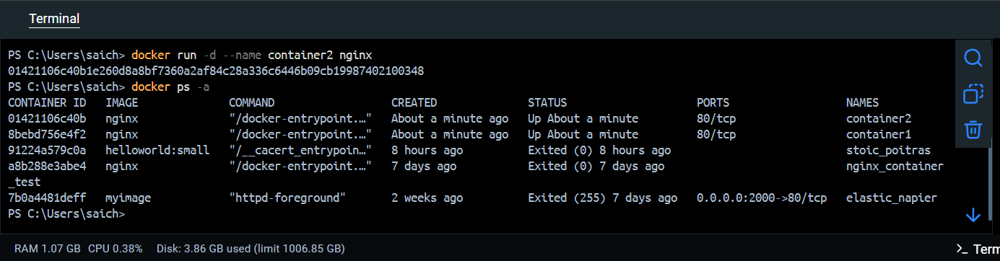 Terminal
PS C:\Users\saich> docker run -d --name container2 nginx
01421106c40b1e260d8a8bf7360a2af84c28a336c6446b09cb19987402100348
PS C:\Users\saich> docker ps -a
CONTAINER ID   IMAGE              COMMAND                  CREATED              STATUS                    PORTS                  NAMES
01421106c40b   nginx              "/docker-entrypoint.…"   About a minute ago   Up About a minute         80/tcp                 container2
8bebd756e4f2   nginx              "/docker-entrypoint.…"   About a minute ago   Up About a minute         80/tcp                 container1
91224a579c0a   helloworld:small   "/__cacert_entrypoin…"   8 hours ago          Exited (0) 8 hours ago                           stoic_poitras
a8b288e3abe4   nginx              "/docker-entrypoint.…"   7 days ago           Exited (0) 7 days ago                            nginx_container
_test
7b0a4481deff   myimage            "httpd-foreground"       2 weeks ago          Exited (255) 7 days ago   0.0.0.0:2000->80/tcp   elastic_napier
PS C:\Users\saich>
RAM 1.07 GB   CPU 0.38%   Disk: 3.86 GB used (limit 1006.85 GB)   >_ Term